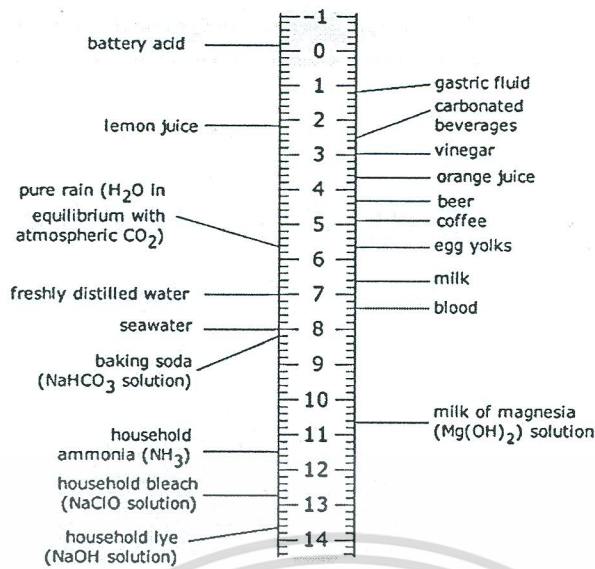 battery acid
lemon juice
pure rain (H₂O in
equilibrium with
atmospheric CO₂)
freshly distilled water
seawater
baking soda
(NaHCO₃ solution)
household
ammonia (NH₃)
household bleach
(NaClO solution)
household lye
(NaOH solution)
-1
0
1
2
3
4
5
6
7
8
9
10
11
12
13
14
gastric fluid
carbonated
beverages
vinegar
orange juice
beer
coffee
egg yolks
milk
blood
milk of magnesia
(Mg(OH)₂) solution